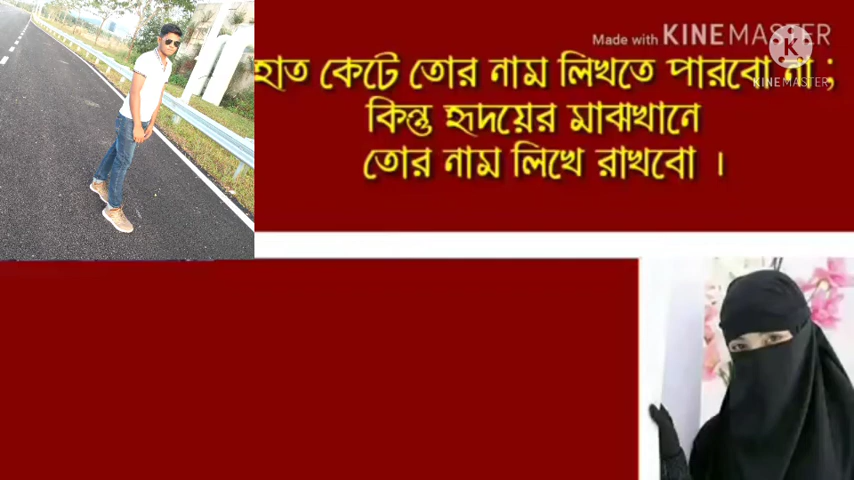 Made with KINEMASTER
KINEMASTER
হাত কেটে তোর নাম লিখতে পারবো না ;
কিন্তু হৃদয়ের মাঝখানে
তোর নাম লিখে রাখবো ।